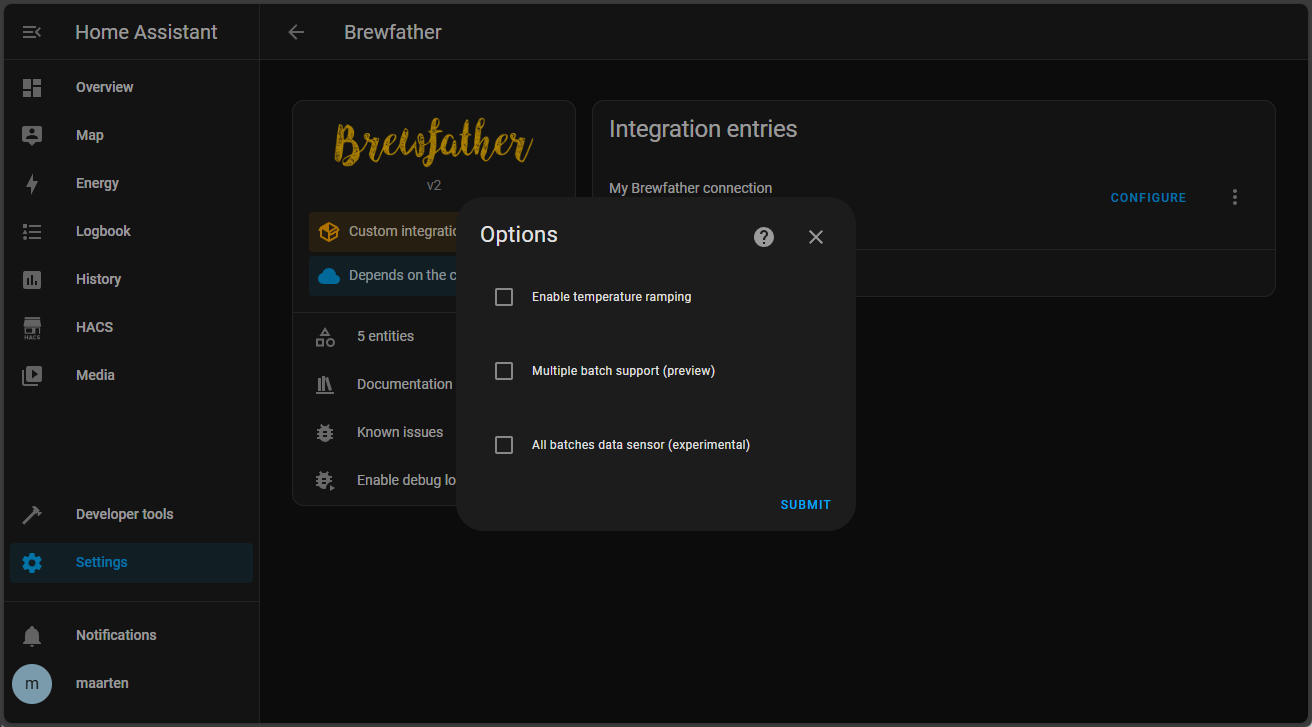 Home Assistant
Brewfather
Overview
Map
Energy
Logbook
History
HACS
HACS
Media
Developer tools
Settings
Notifications
m
maarten
Brewfather
v2
Custom integratio
Depends on the c
5 entities
Documentation
Known issues
Enable debug lo
Integration entries
My Brewfather connection
CONFIGURE
Options
?
Enable temperature ramping
Multiple batch support (preview)
All batches data sensor (experimental)
SUBMIT